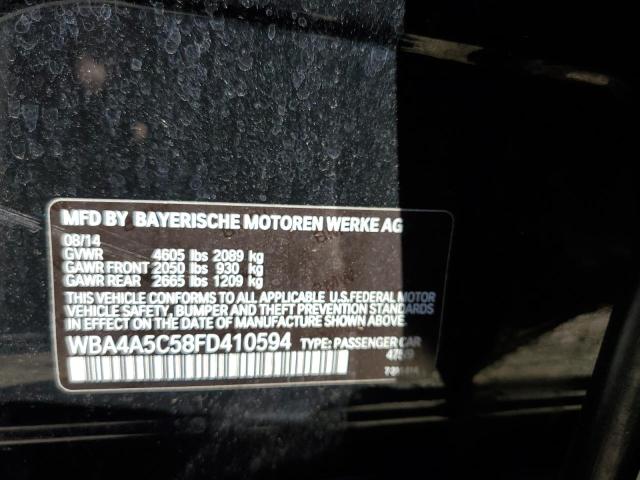 MFD BY BAYERISCHE MOTOREN WERKE AG
08/14
GVWR 4605 lbs 2089 kg
GAWR FRONT 2050 lbs 930 kg
GAWR REAR 2665 lbs 1209 kg
THIS VEHICLE CONFORMS TO ALL APPLICABLE U.S.FEDERAL MOTOR
VEHICLE SAFETY, BUMPER AND THEFT PREVENTION STANDARDS
IN EFFECT ON THE DATE OF MANUFACTURE SHOWN ABOVE.
WBA4A5C58FD410594 TYPE: PASSENGER CAR
475/9